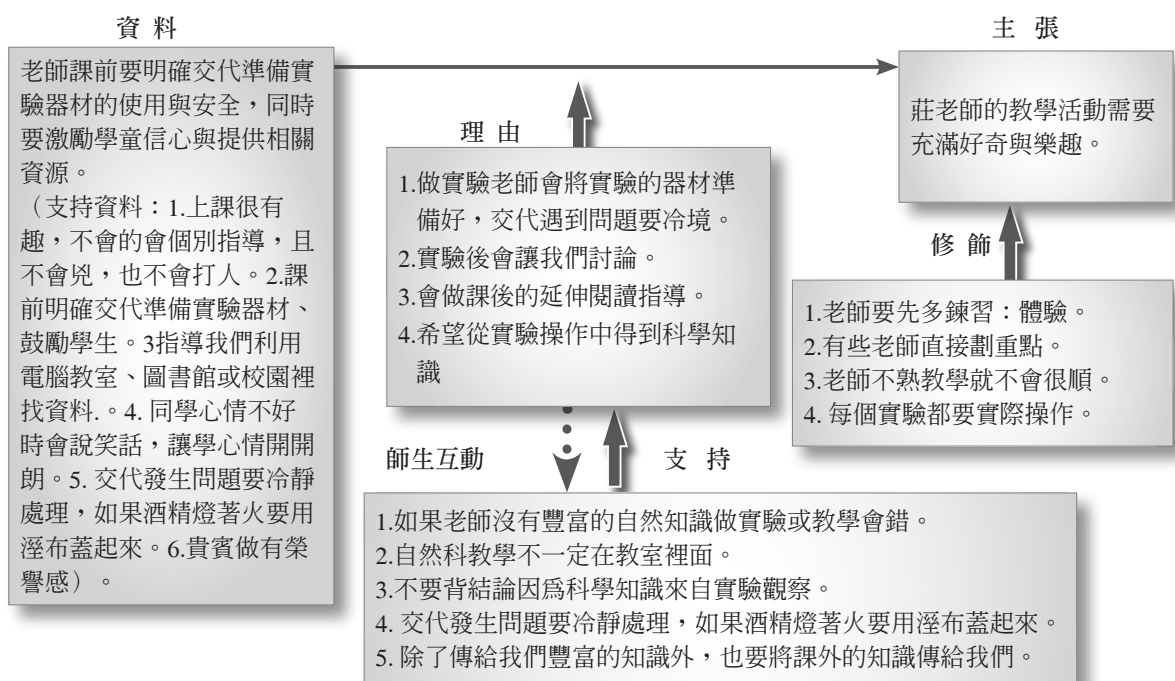 資料
老師課前要明確交代準備實
驗器材的使用與安全，同時
要激勵學童信心與提供相關
資源。
（支持資料：1.上課很有
趣，不會的會個別指導，且
不會兇，也不會打人。2.課
前明確交代準備實驗器材、
鼓勵學生。3指導我們利用
電腦教室、圖書館或校園裡
找資料.。4. 同學心情不好
時會說笑話，讓學心情開開
朗。5. 交代發生問題要冷靜
處理，如果酒精燈著火要用
溼布蓋起來。6.貴賓做有榮
譽感）。
主張
莊老師的教學活動需要
充滿好奇與樂趣。
理由
1.做實驗老師會將實驗的器材準
備好，交代遇到問題要冷境。
2.實驗後會讓我們討論。
3.會做課後的延伸閱讀指導。
4.希望從實驗操作中得到科學知
識
修飾
1.老師要先多鍊習：體驗。
2.有些老師直接劃重點。
3.老師不熟教學就不會很順。
4. 每個實驗都要實際操作。
師生互動
支持
1.如果老師沒有豐富的自然知識做實驗或教學會錯。
2.自然科教學不一定在教室裡面。
3.不要背結論因為科學知識來自實驗觀察。
4. 交代發生問題要冷靜處理，如果酒精燈著火要用溼布蓋起來。
5. 除了傳給我們豐富的知識外，也要將課外的知識傳給我們。